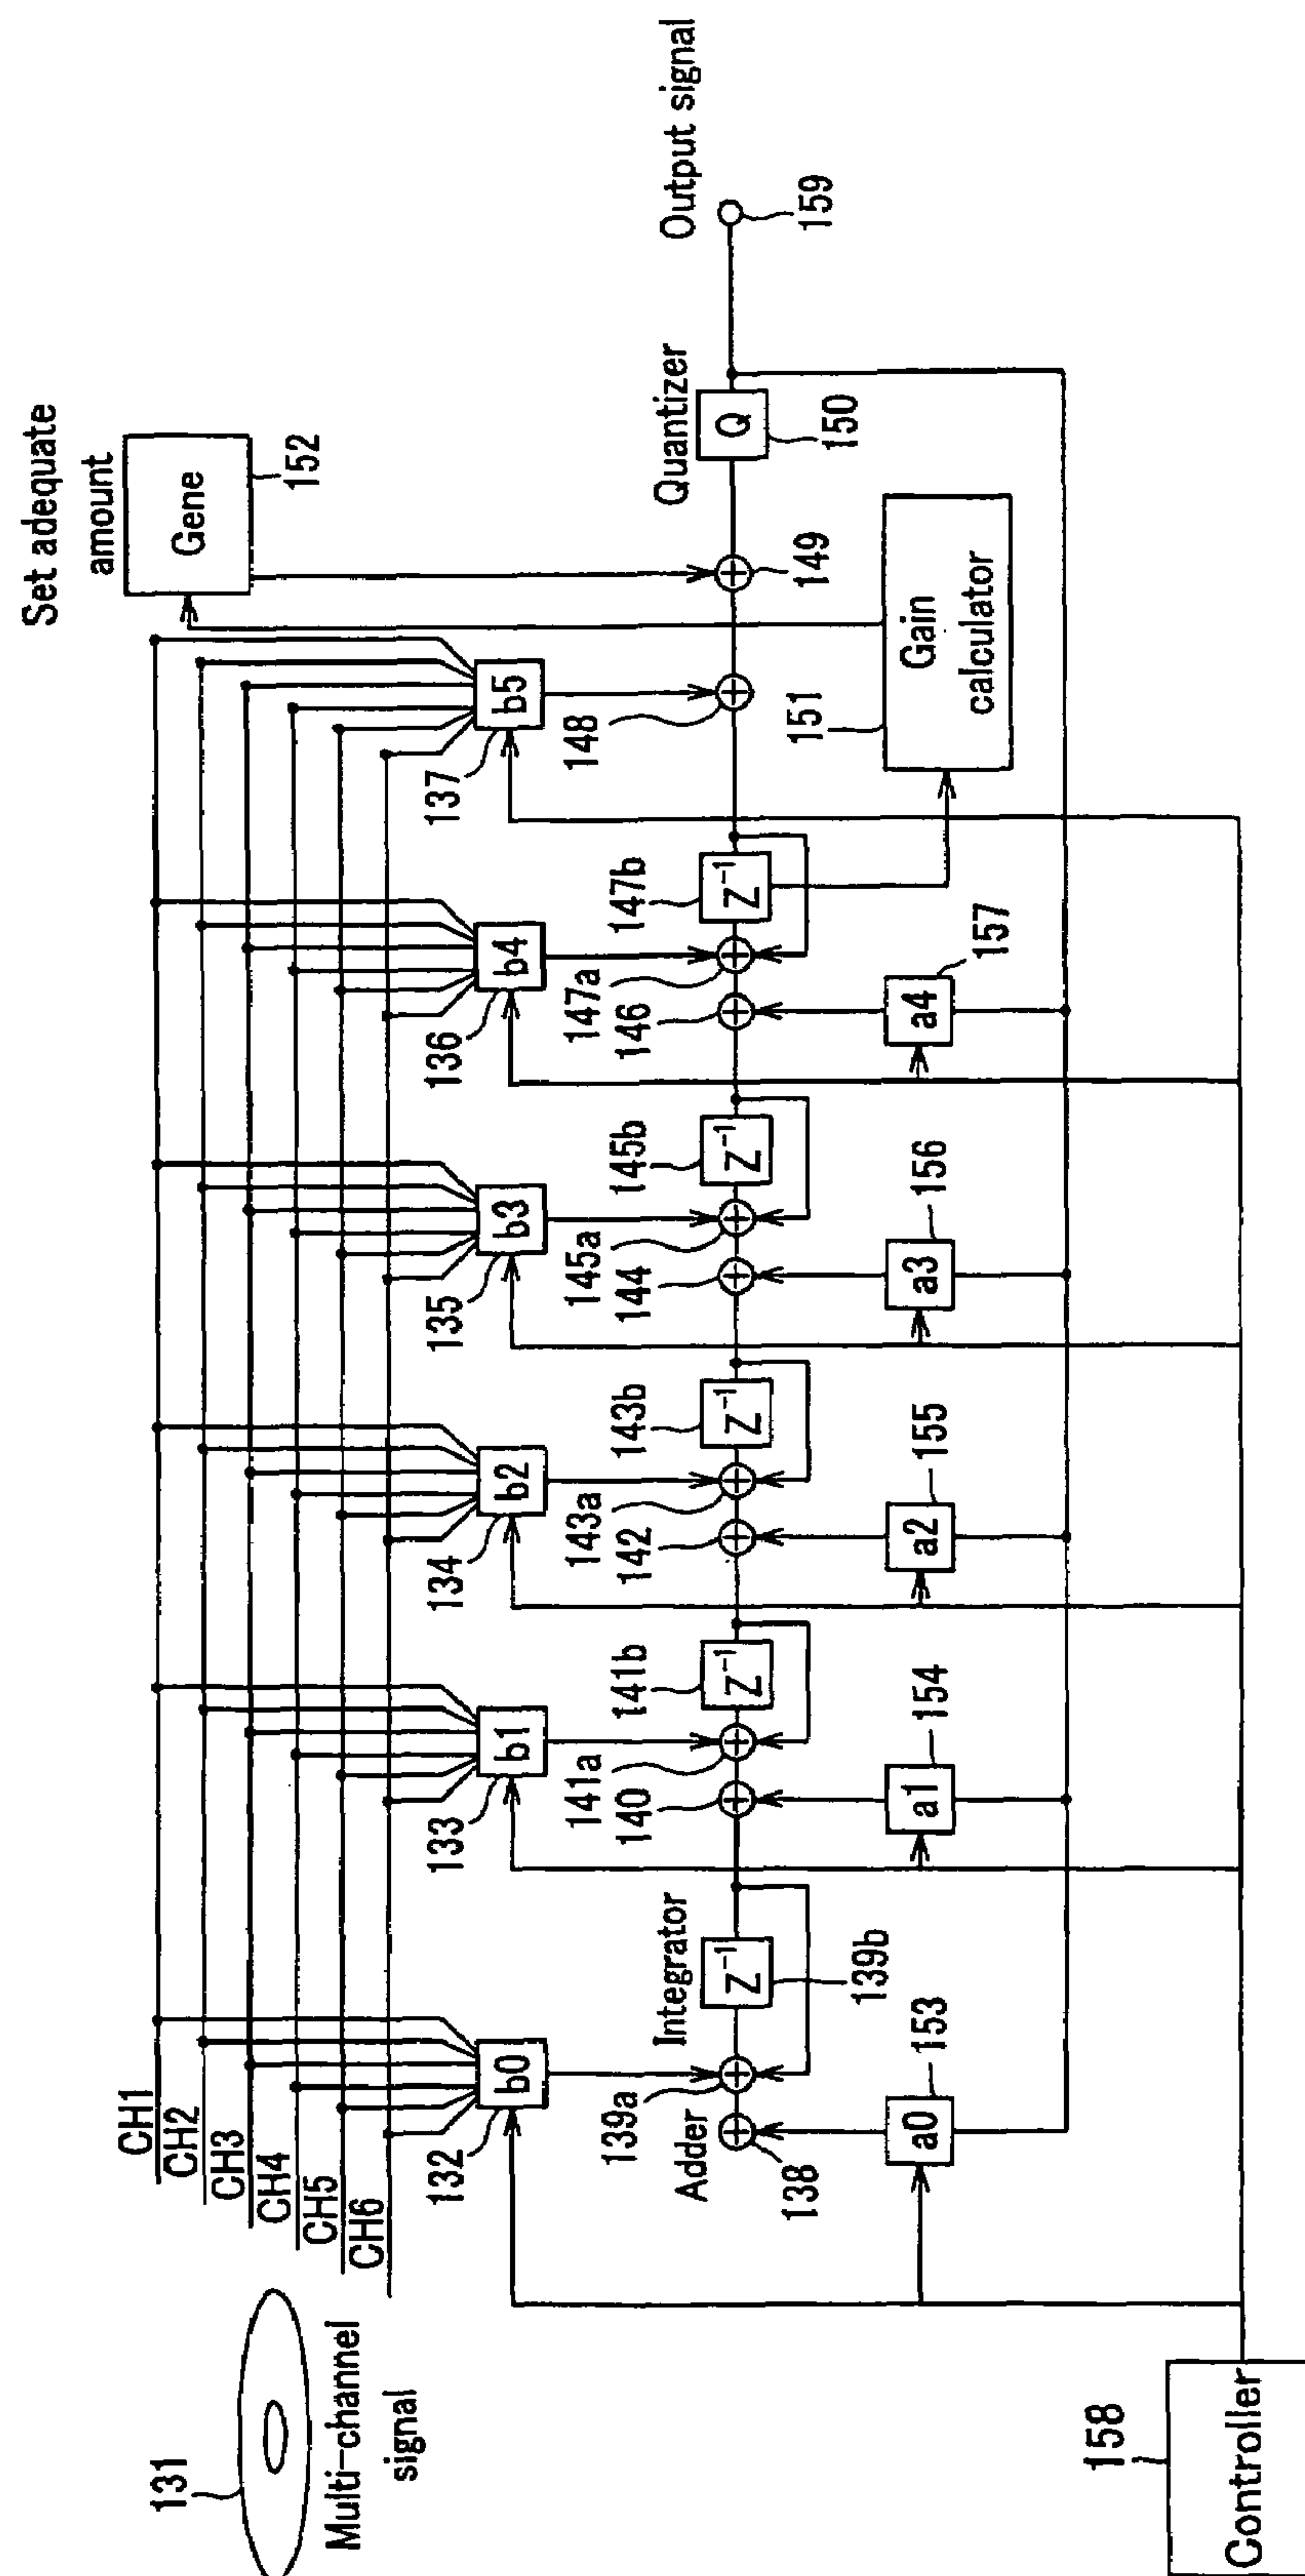 Set adequate
amount
Gene
152
CH1
CH2
CH3
CH4
CH5
CH6
131
Multi-channel
signal
b0
132
b1
133
b2
134
b3
135
b4
136
b5
137
Adder
138
139a
Integrator
Z⁻¹
139b
140
141a
Z⁻¹
141b
142
143a
Z⁻¹
143b
144
145a
Z⁻¹
145b
146
147a
Z⁻¹
147b
148
149
Quantizer
Q
150
Output signal
159
151
Gain
calculator
a0
153
a1
154
a2
155
a3
156
a4
157
158
Controller